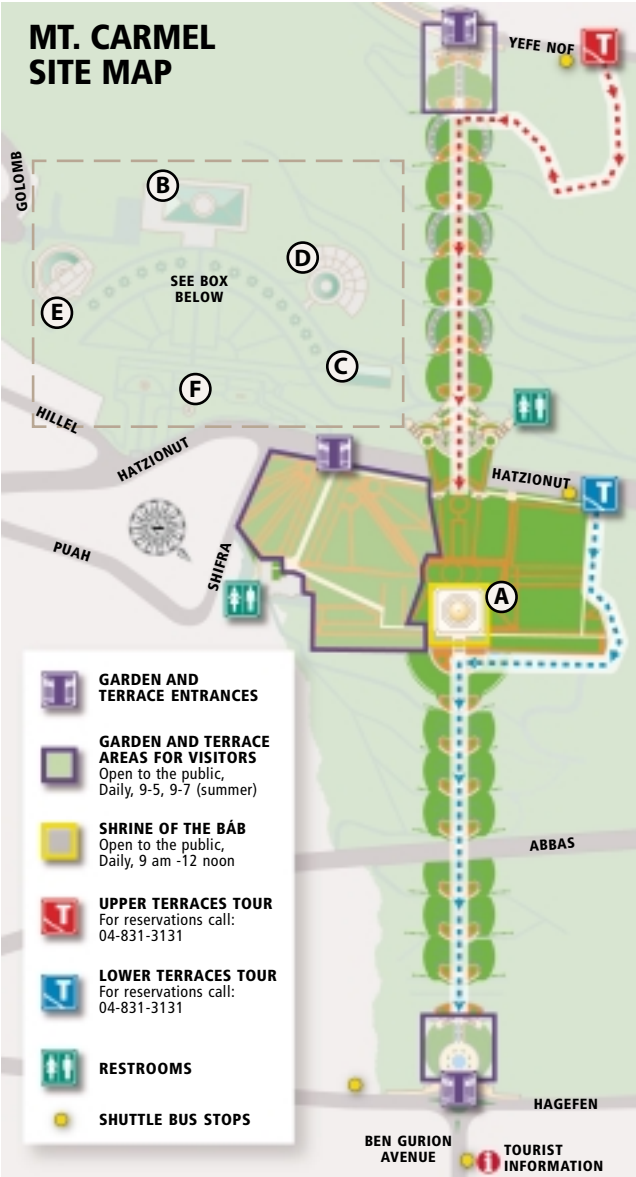 MT. CARMEL
SITE MAP
YEFE NOF
T
GOLOMB
B
D
SEE BOX
BELOW
E
C
F
HILLEL
HATZIONUT
HATZIONUT
T
PUAH
SHIFRA
A
GARDEN AND
TERRACE ENTRANCES
GARDEN AND TERRACE
AREAS FOR VISITORS
Open to the public,
Daily, 9-5, 9-7 (summer)
SHRINE OF THE BÁB
Open to the public,
Daily, 9 am -12 noon
ABBAS
T
UPPER TERRACES TOUR
For reservations call:
04-831-3131
T
LOWER TERRACES TOUR
For reservations call:
04-831-3131
RESTROOMS
SHUTTLE BUS STOPS
HAGEFEN
BEN GURION
AVENUE
i
TOURIST
INFORMATION